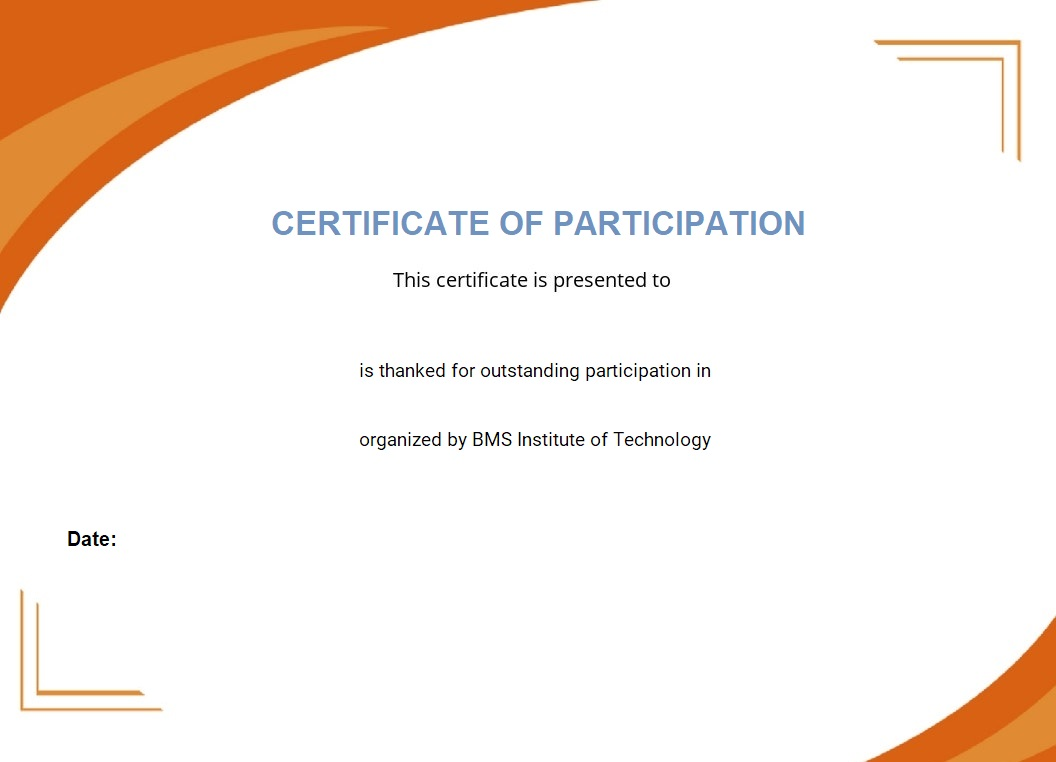 CERTIFICATE OF PARTICIPATION
This certificate is presented to
is thanked for outstanding participation in
organized by BMS Institute of Technology
Date: